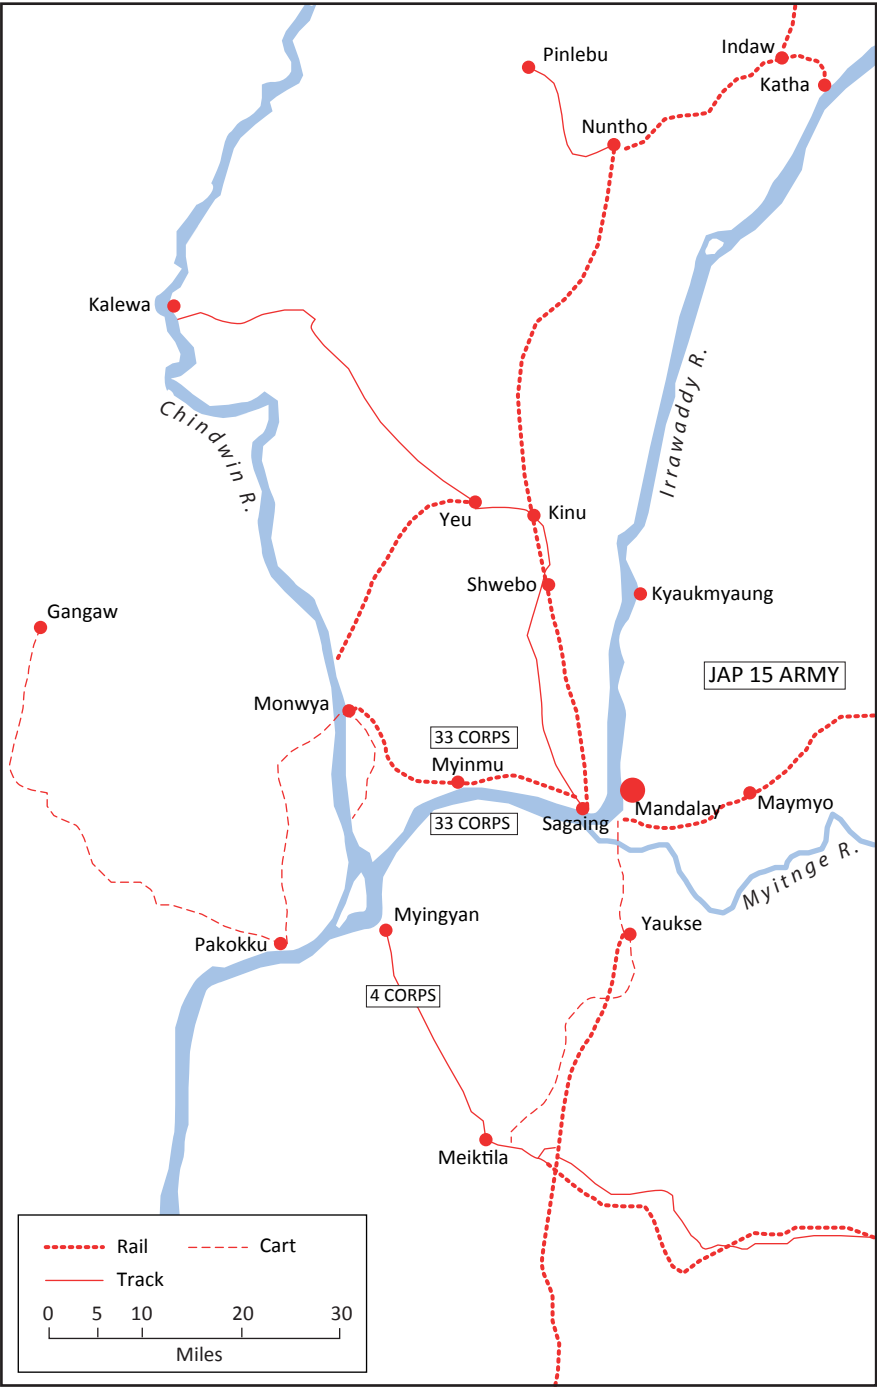 Pinlebu
Indaw
Katha
Nuntho
Kalewa
Chindwin R.
Irrawaddy R.
Yeu
Kinu
Shwebo
Kyaukmyaung
Gangaw
JAP 15 ARMY
Monwya
33 CORPS
Myinmu
33 CORPS
Sagaing
Mandalay
Maymyo
Myitnge R.
Myingyan
Yaukse
Pakokku
4 CORPS
Meiktila
Rail
Cart
Track
0 5 10 20 30
Miles